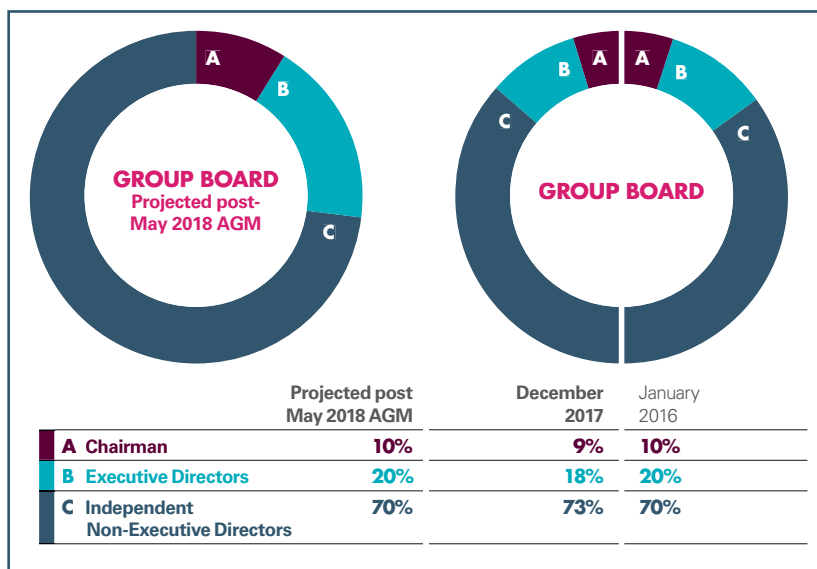 A
B
C
GROUP BOARD
Projected post-
May 2018 AGM
A A
B B
C C
GROUP BOARD
Projected post December January
May 2018 AGM 2017 2016
A Chairman 10% 9% 10%
B Executive Directors 20% 18% 20%
C Independent 70% 73% 70%
Non-Executive Directors